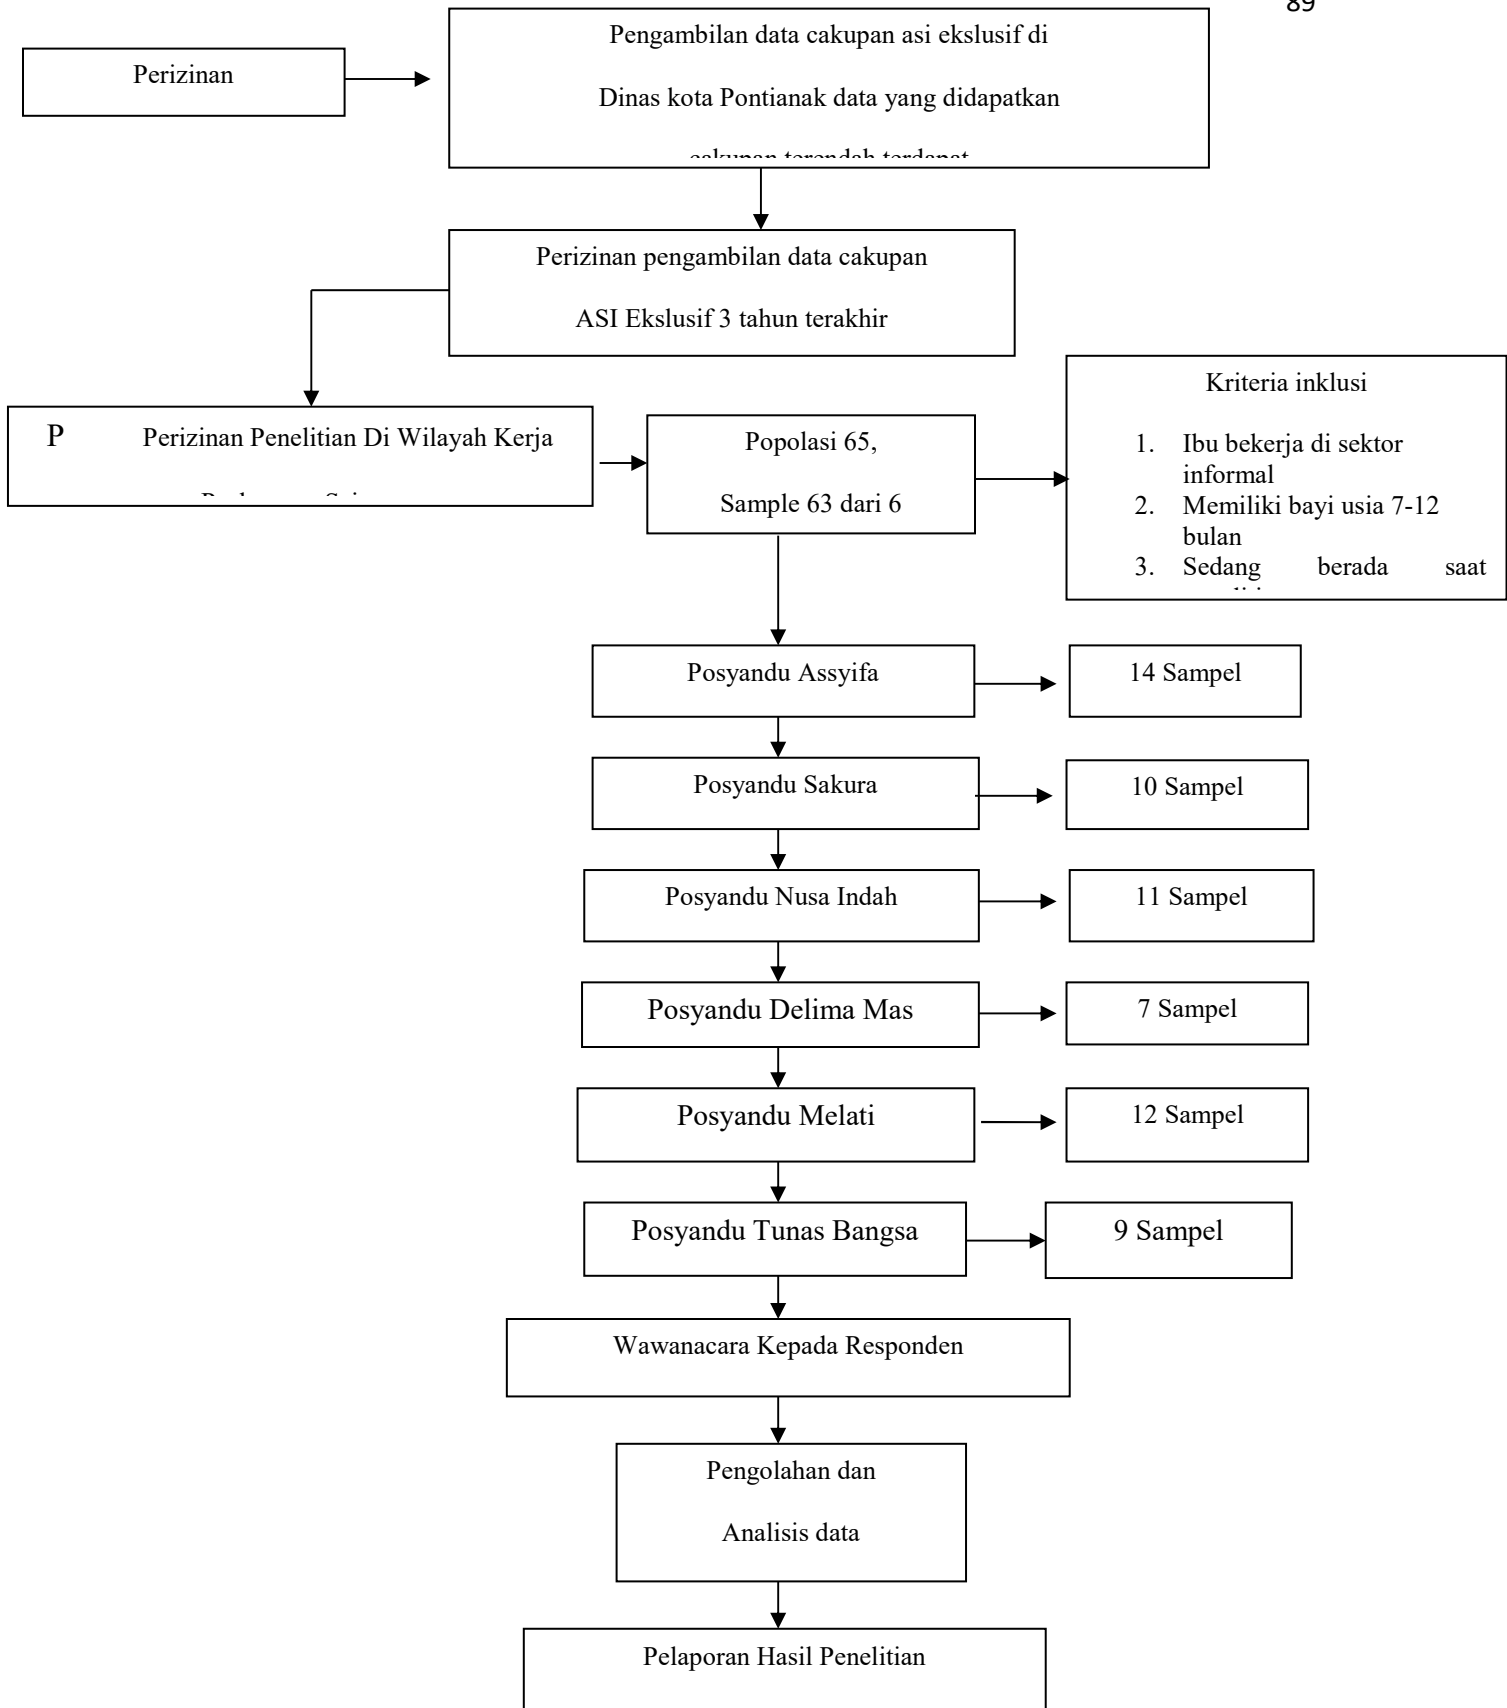 89
Perizinan
Pengambilan data cakupan asi ekslusif di
Dinas kota Pontianak data yang didapatkan
cakupan terendah terdapat
Perizinan pengambilan data cakupan
ASI Ekslusif 3 tahun terakhir
P Perizinan Penelitian Di Wilayah Kerja
Popolasi 65,
Sample 63 dari 6
Kriteria inklusi
1. Ibu bekerja di sektor
informal
2. Memiliki bayi usia 7-12
bulan
3. Sedang berada saat
Posyandu Assyifa
14 Sampel
Posyandu Sakura
10 Sampel
Posyandu Nusa Indah
11 Sampel
Posyandu Delima Mas
7 Sampel
Posyandu Melati
12 Sampel
Posyandu Tunas Bangsa
9 Sampel
Wawanacara Kepada Responden
Pengolahan dan
Analisis data
Pelaporan Hasil Penelitian